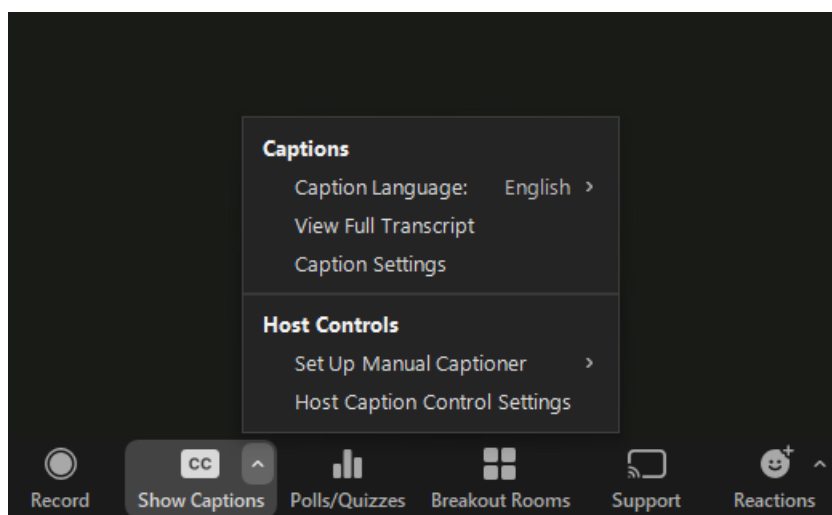 Captions
Caption Language: English >
View Full Transcript
Caption Settings
Host Controls
Set Up Manual Captioner >
Host Caption Control Settings
CC
Record Show Captions Polls/Quizzes Breakout Rooms Support Reactions